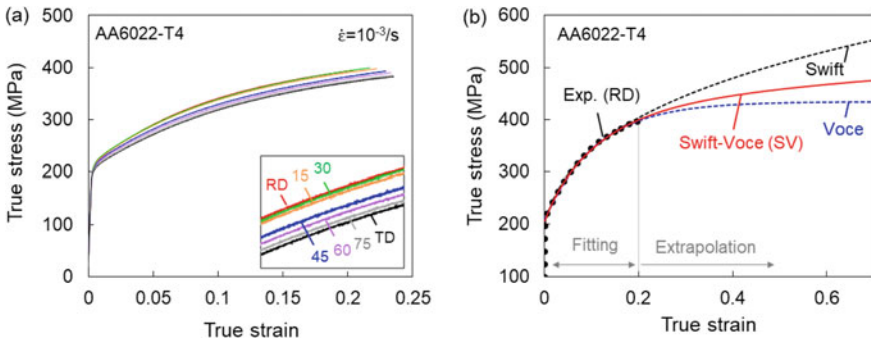 (a)
AA6022-T4
ε̇=10⁻³/s
500
400
300
200
100
0
True stress (MPa)
RD
15
30
45
60
75
TD
0
0.05
0.1
0.15
0.2
0.25
True strain
(b)
AA6022-T4
600
500
400
300
200
100
True stress (MPa)
Swift
Exp. (RD)
Swift-Voce (SV)
Voce
Fitting
Extrapolation
0
0.2
0.4
0.6
True strain